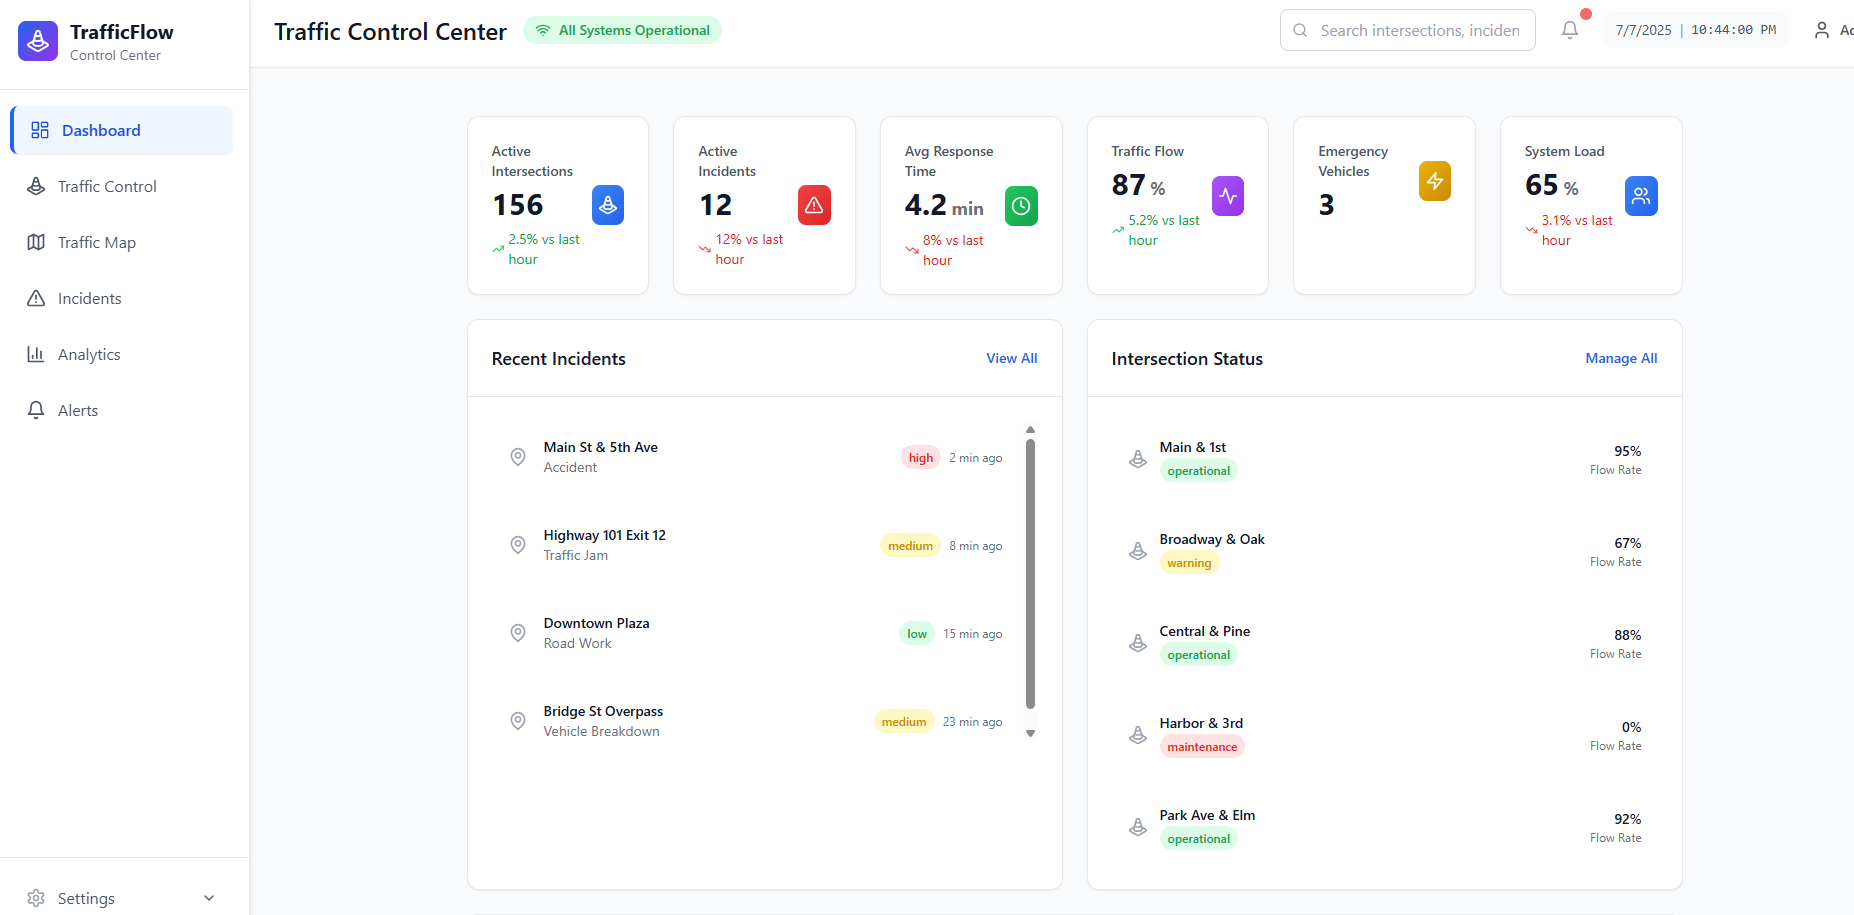 TrafficFlow
Control Center
Dashboard
Traffic Control
Traffic Map
Incidents
Analytics
Alerts
Settings
Traffic Control Center
All Systems Operational
Search intersections, inciden
7/7/2025 | 10:44:00 PM
Active
Intersections
156
2.5% vs last
hour
Active
Incidents
12
12% vs last
hour
Avg Response
Time
4.2 min
8% vs last
hour
Traffic Flow
87 %
5.2% vs last
hour
Emergency
Vehicles
3
System Load
65 %
3.1% vs last
hour
Recent Incidents
View All
Main St & 5th Ave
Accident
high 2 min ago
Highway 101 Exit 12
Traffic Jam
medium 8 min ago
Downtown Plaza
Road Work
low 15 min ago
Bridge St Overpass
Vehicle Breakdown
medium 23 min ago
Intersection Status
Manage All
Main & 1st
operational
95%
Flow Rate
Broadway & Oak
warning
67%
Flow Rate
Central & Pine
operational
88%
Flow Rate
Harbor & 3rd
maintenance
0%
Flow Rate
Park Ave & Elm
operational
92%
Flow Rate